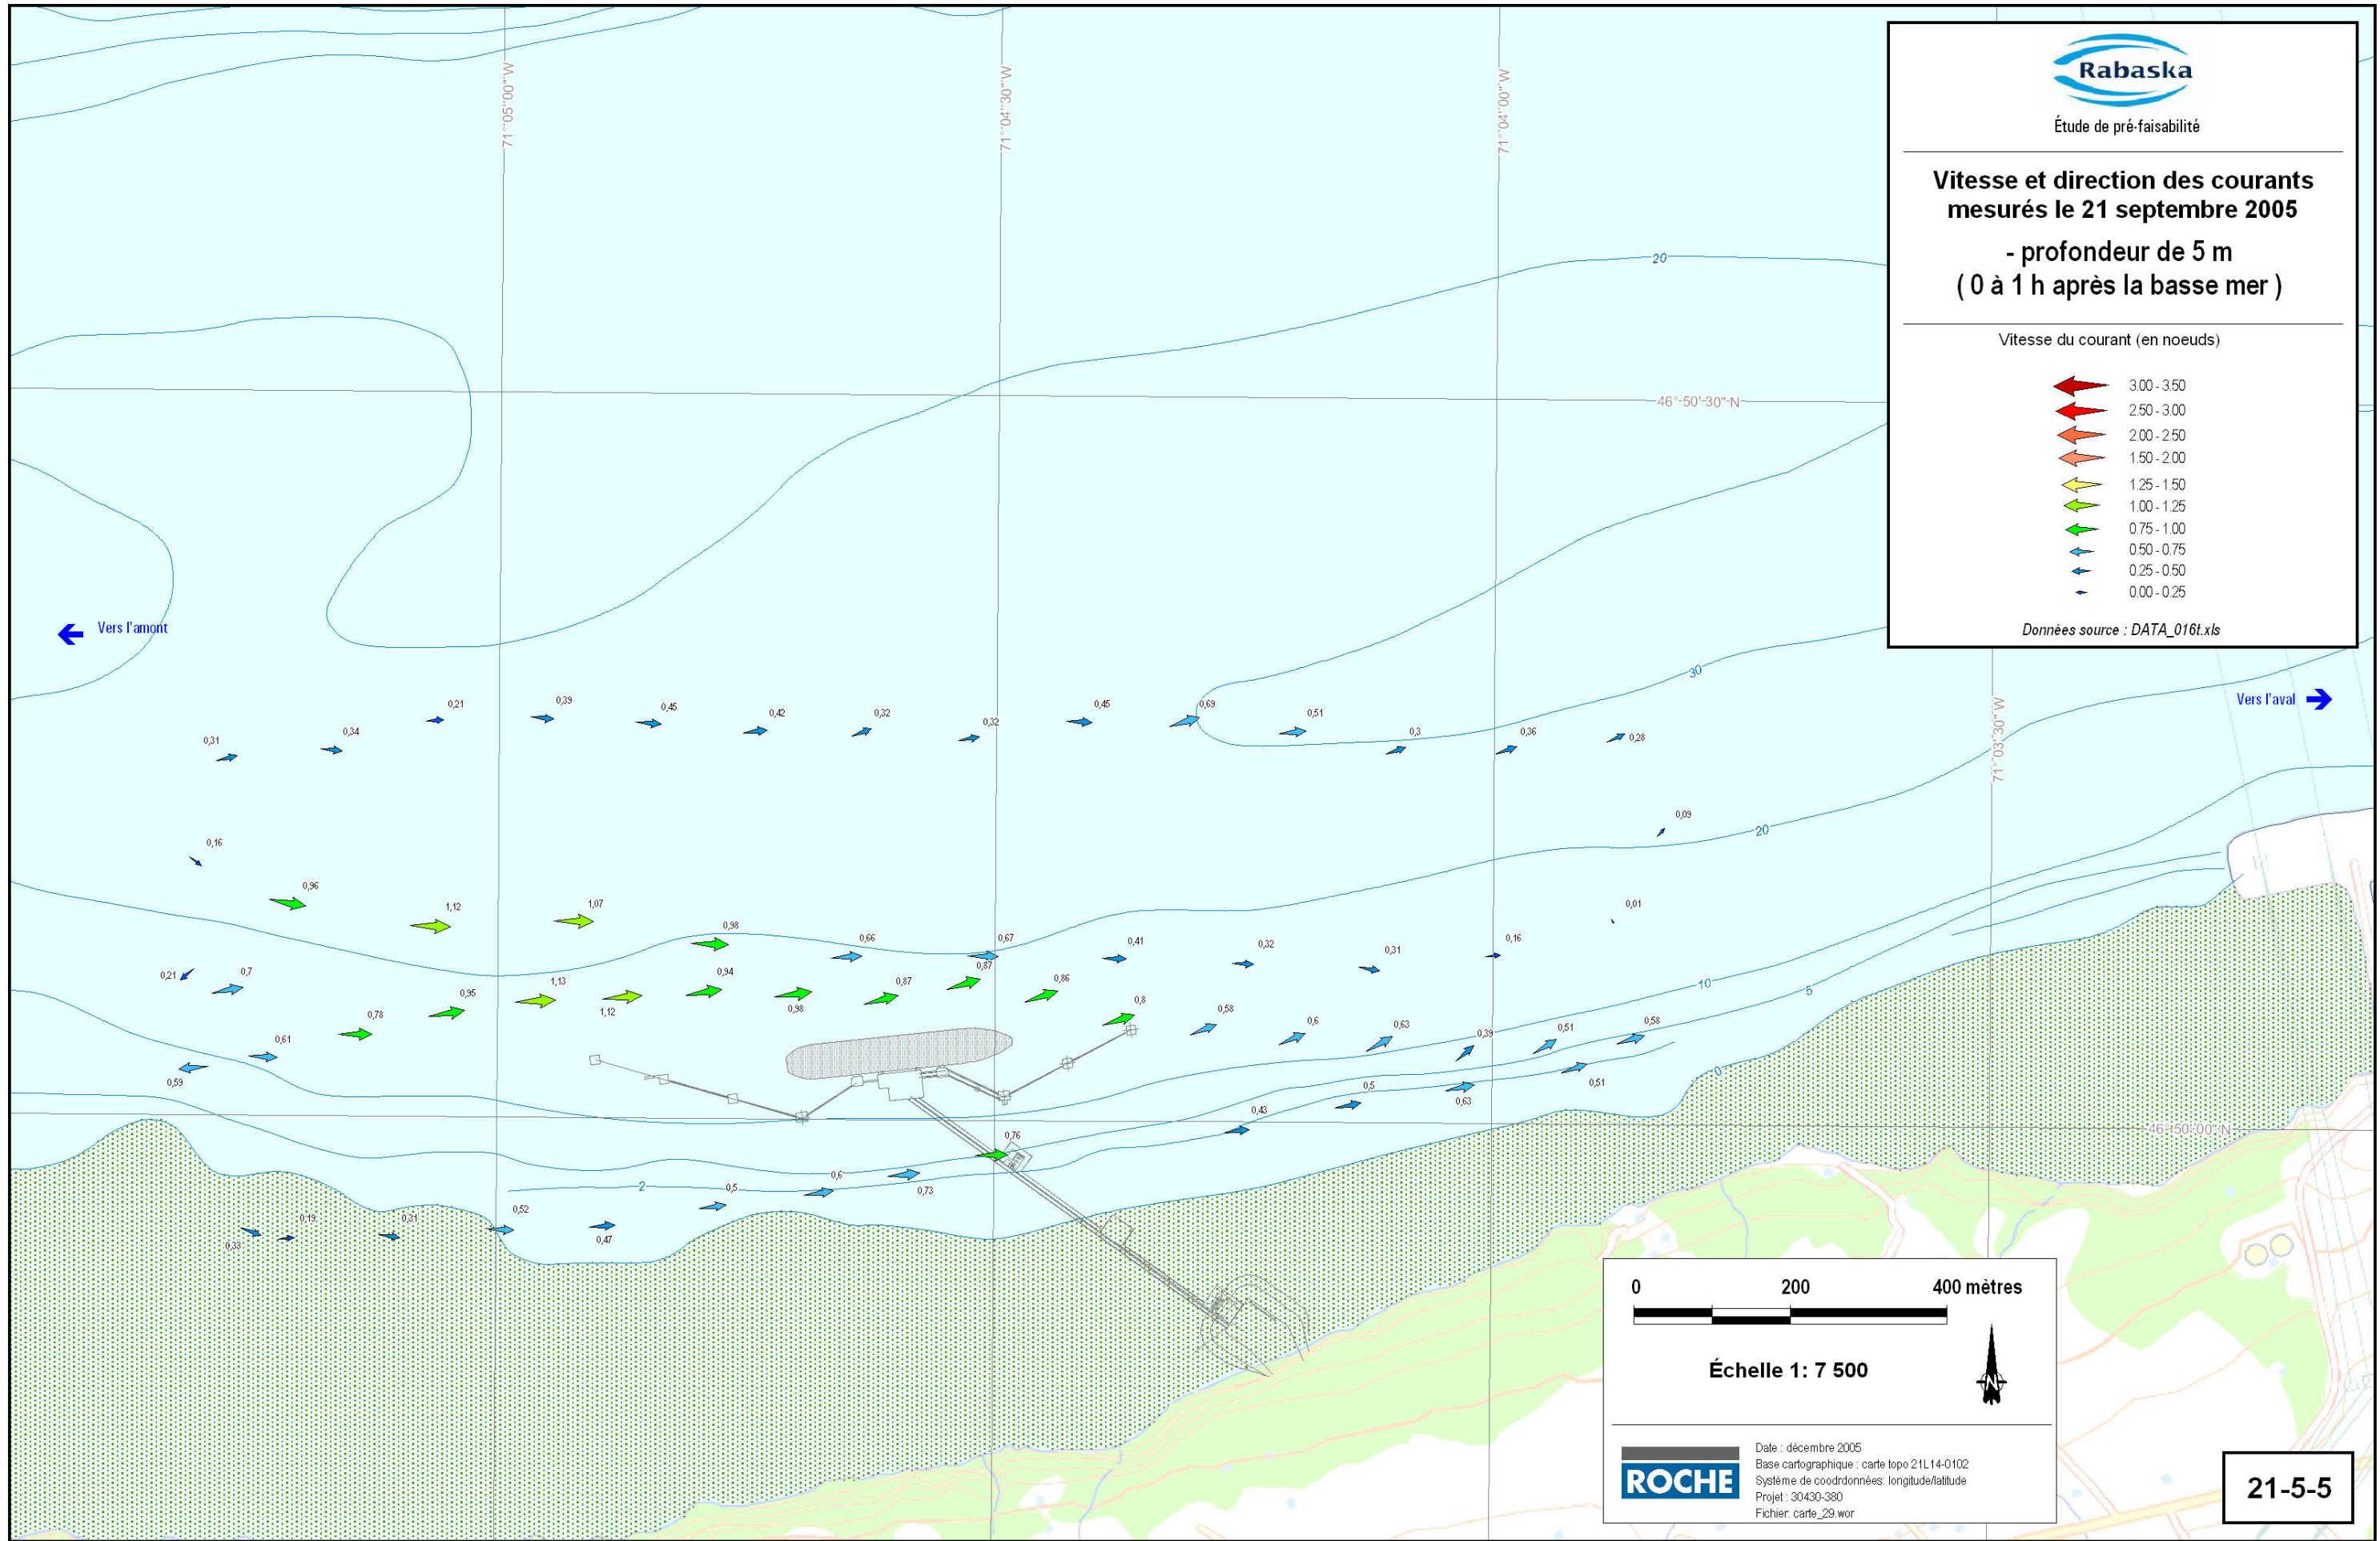 71°05'00" W
71°04'30" W
71°04'00" W
Rabaska
Étude de pré-faisabilité
Vitesse et direction des courants
mesurés le 21 septembre 2005
- profondeur de 5 m
( 0 à 1 h après la basse mer )
Vitesse du courant (en noeuds)
3.00 - 3.50
2.50 - 3.00
2.00 - 2.50
1.50 - 2.00
1.25 - 1.50
1.00 - 1.25
0.75 - 1.00
0.50 - 0.75
0.25 - 0.50
0.00 - 0.25
Données source : DATA_016t.xls
20
46°50'30" N
Vers l'amont
30
Vers l'aval
71°03'30" W
0,31
0,34
0,21
0,39
0,45
0,42
0,32
0,32
0,45
0,69
0,51
0,3
0,36
0,28
0,09
20
0,16
0,96
1,12
1,07
0,98
0,66
0,67
0,41
0,32
0,31
0,16
0,01
0,21
0,7
0,95
1,13
1,12
0,94
0,98
0,87
0,87
0,86
0,8
10
5
0,78
0,61
0,59
0,58
0,6
0,63
0,39
0,51
0,58
0
0,5
0,63
0,51
0,43
46°50'00" N
0,76
0,6
0,73
2
0,5
0,52
0,47
0,33
0,19
0,31
0
200
400 mètres
Échelle 1: 7 500
N
ROCHE
Date : décembre 2005
Base cartographique : carte topo 21L14-0102
Système de coodrdonnées: longitude/latitude
Projet : 30430-380
Fichier: carte_29.wor
21-5-5